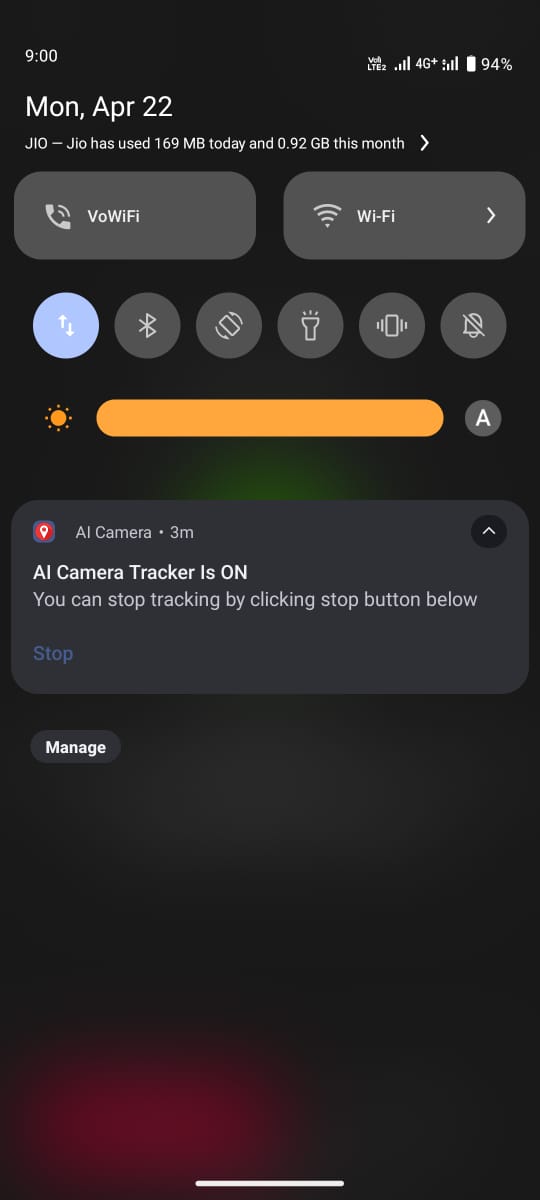 9:00
Vo)) LTE2 4G+ 94%
Mon, Apr 22
JIO — Jio has used 169 MB today and 0.92 GB this month
VoWiFi
Wi-Fi
A
AI Camera • 3m
AI Camera Tracker Is ON
You can stop tracking by clicking stop button below
Stop
Manage